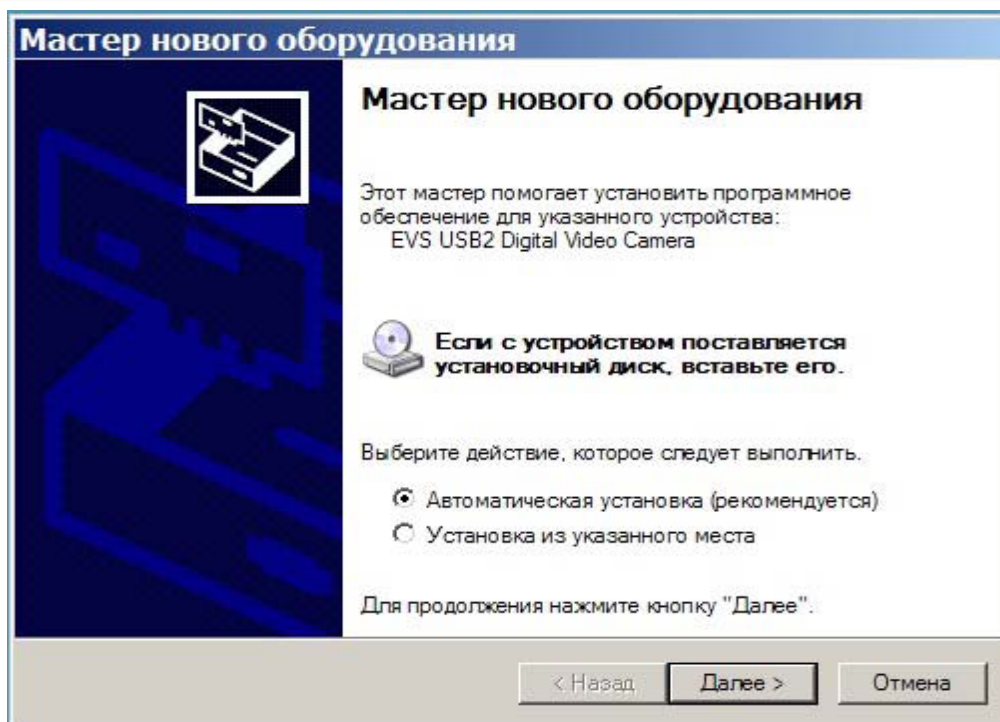 Мастер нового оборудования
Мастер нового оборудования
Этот мастер помогает установить программное
обеспечение для указанного устройства:
EVS USB2 Digital Video Camera
Если с устройством поставляется
установочный диск, вставьте его.
Выберите действие, которое следует выполнить.
Автоматическая установка (рекомендуется)
Установка из указанного места
Для продолжения нажмите кнопку "Далее".
< Назад Далее > Отмена